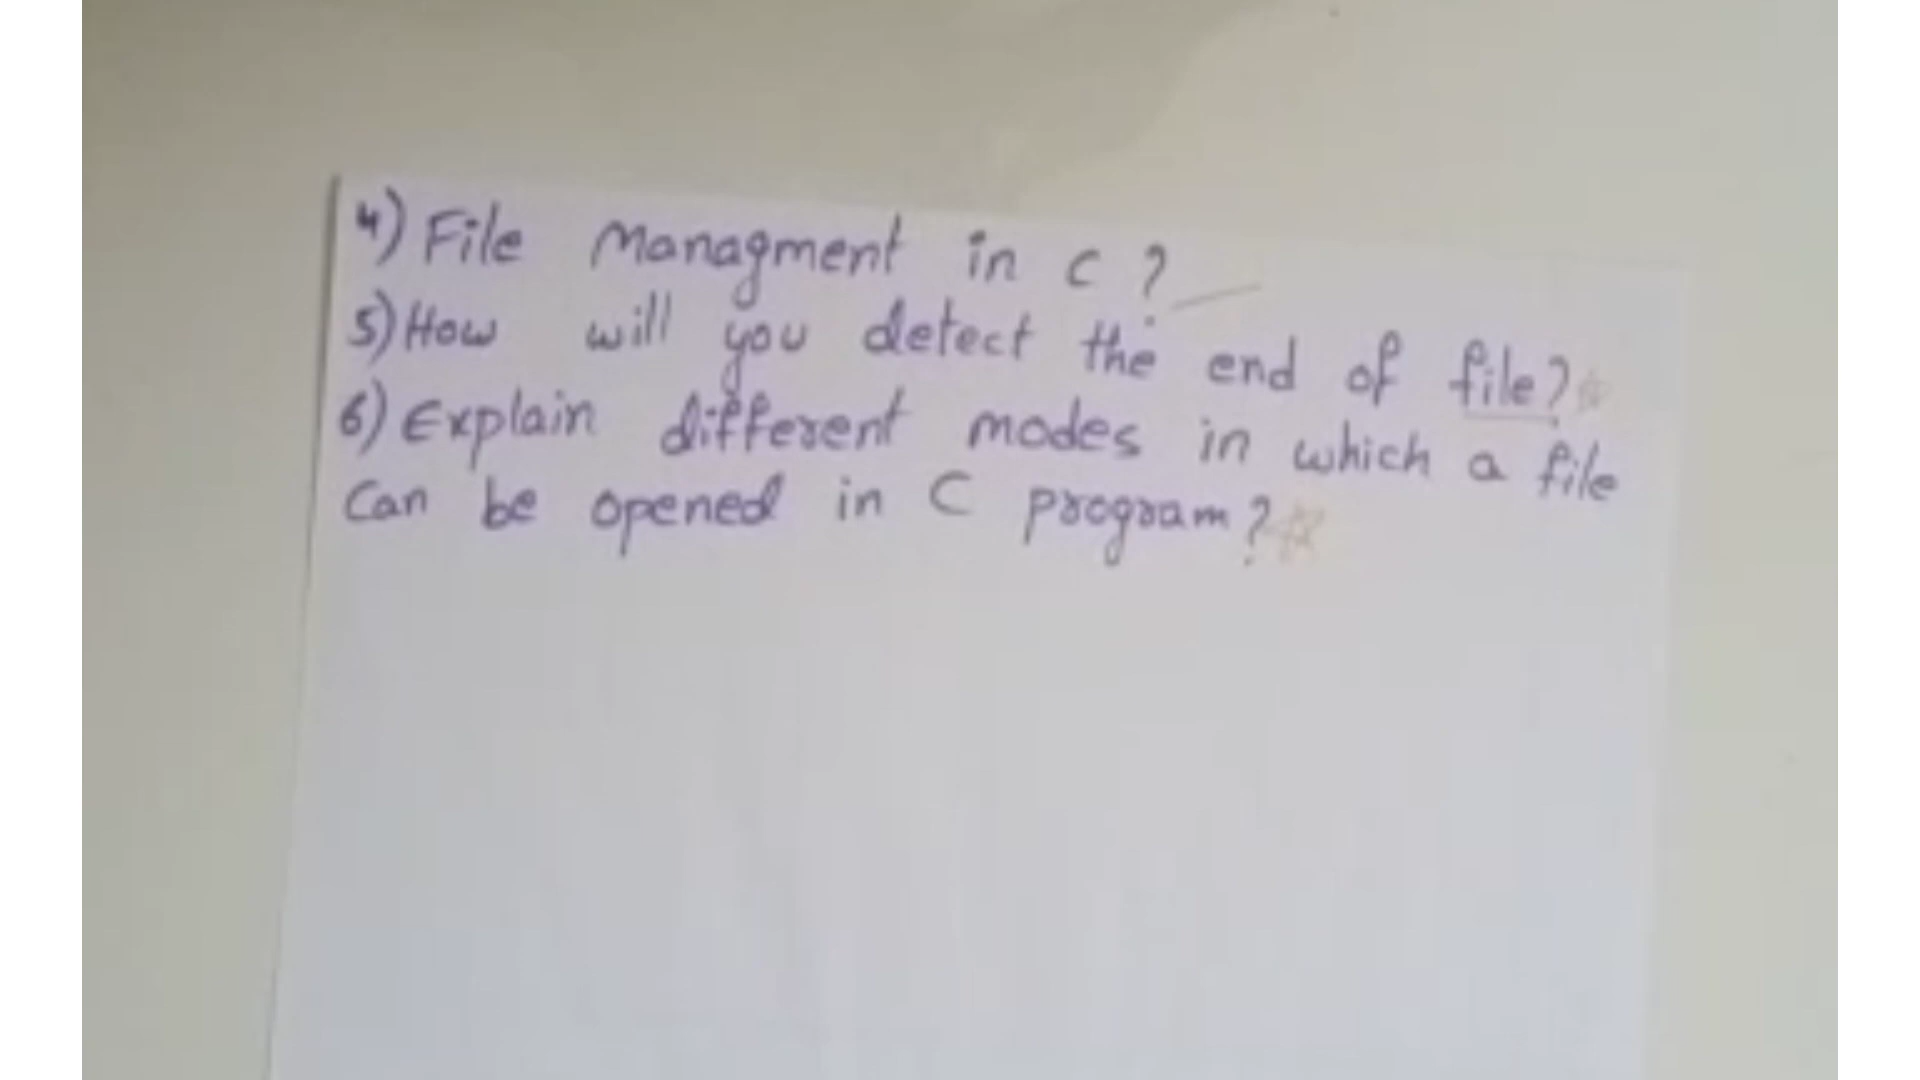 4) File Managment in C ?
5) How will you detect the end of file?
6) Explain different modes in which a file
can be opened in C program?